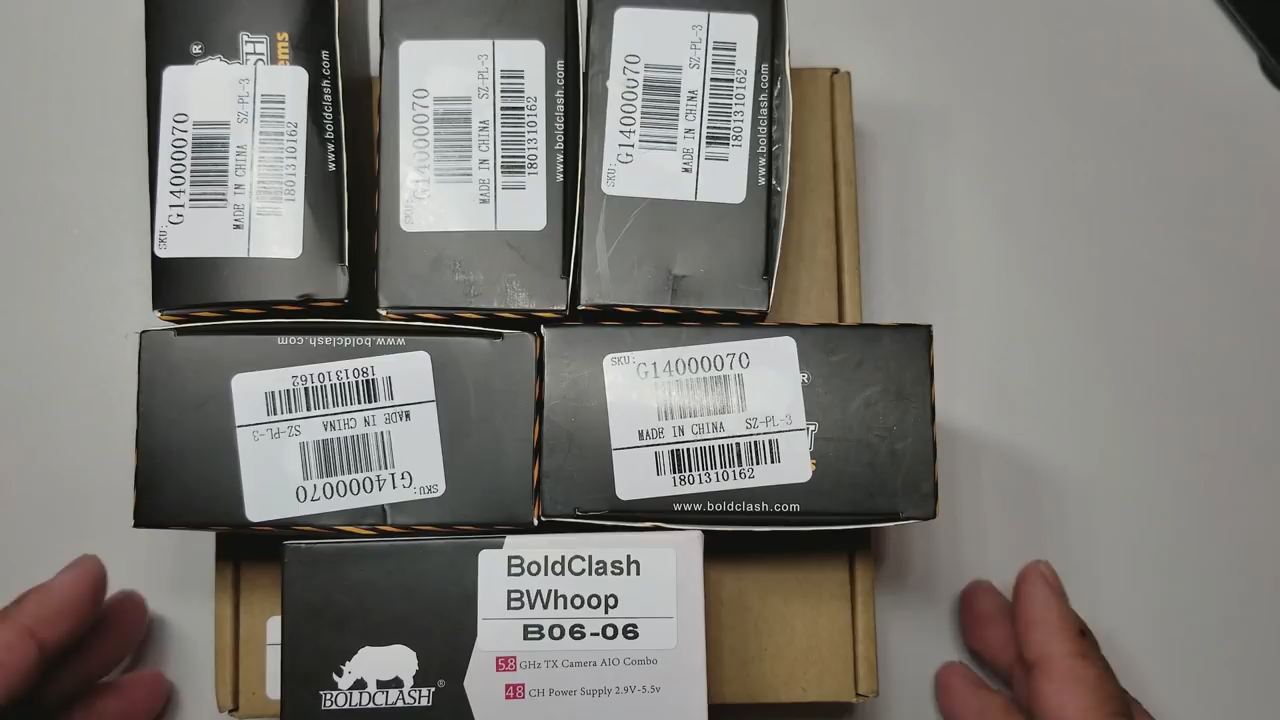 ®
SH
ems
www.boldclash.com
SKU:
G14000070
MADE IN CHINA SZ-PL-3
1801310162
SKU:
G14000070
MADE IN CHINA SZ-PL-3
1801310162
www.boldclash.com
SKU:
G14000070
MADE IN CHINA SZ-PL-3
1801310162
www.boldclash.com
www.boldclash.com
SKU:
G14000070
MADE IN CHINA SZ-PL-3
1801310162
SKU:
G14000070
MADE IN CHINA SZ-PL-3
1801310162
®
www.boldclash.com
BoldClash
BWhoop
B06-06
5.8 GHz TX Camera AIO Combo
48 CH Power Supply 2.9V-5.5v
BOLDCLASH®